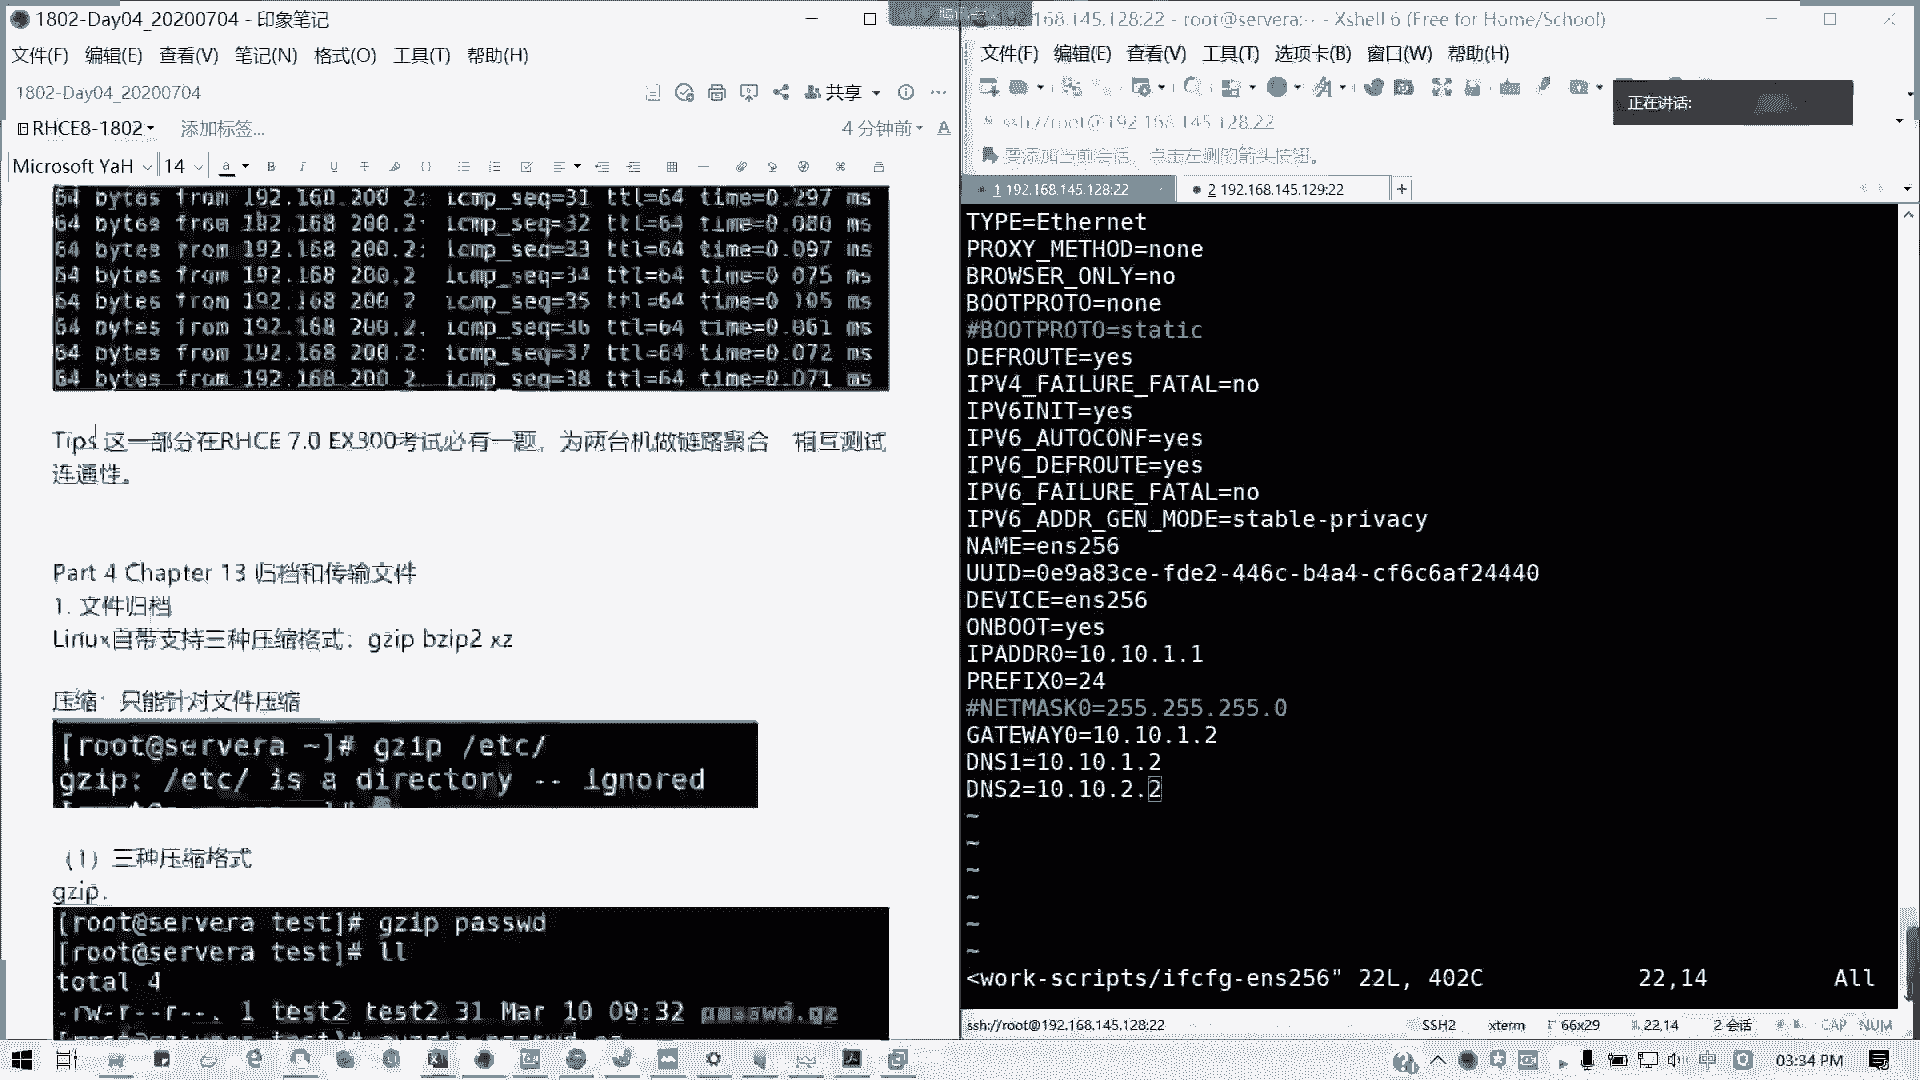 1802-Day04_20200704 - 印象笔记
文件(F) 编辑(E) 查看(V) 笔记(N) 格式(O) 工具(T) 帮助(H)
1802-Day04_20200704
共享
RHCE8-1802
添加标签...
4 分钟前
Microsoft YaH 14
64 bytes from 192.168.200.2: icmp_seq=31 ttl=64 time=0.297 ms
64 bytes from 192.168.200.2: icmp_seq=32 ttl=64 time=0.080 ms
64 bytes from 192.168.200.2: icmp_seq=33 ttl=64 time=0.097 ms
64 bytes from 192.168.200.2: icmp_seq=34 ttl=64 time=0.075 ms
64 bytes from 192.168.200.2: icmp_seq=35 ttl=64 time=0.105 ms
64 bytes from 192.168.200.2: icmp_seq=36 ttl=64 time=0.061 ms
64 bytes from 192.168.200.2: icmp_seq=37 ttl=64 time=0.072 ms
64 bytes from 192.168.200.2: icmp_seq=38 ttl=64 time=0.071 ms
Tips 这一部分在RHCE 7.0 EX300考试必有一题，为两台机做链路聚合 相互测试
连通性。
Part 4 Chapter 13 归档和传输文件
1. 文件归档
Linux自带支持三种压缩格式：gzip bzip2 xz
压缩：只能针对文件压缩
[root@servera ~]# gzip /etc/
gzip: /etc/ is a directory -- ignored
（1）三种压缩格式
gzip.
[root@servera test]# gzip passwd
[root@servera test]# ll
total 4
-rw-r--r--. 1 test2 test2 31 Mar 10 09:32 passwd.gz
192.168.145.128:22 - root@servera:~ - Xshell 6 (Free for Home/School)
文件(F) 编辑(E) 查看(V) 工具(T) 选项卡(B) 窗口(W) 帮助(H)
正在讲话:
ssh://root@192.168.145.128:22
要添加当前会话，点击左侧的箭头按钮。
1 192.168.145.128:22
2 192.168.145.129:22
TYPE=Ethernet
PROXY_METHOD=none
BROWSER_ONLY=no
BOOTPROTO=none
#BOOTPROTO=static
DEFROUTE=yes
IPV4_FAILURE_FATAL=no
IPV6INIT=yes
IPV6_AUTOCONF=yes
IPV6_DEFROUTE=yes
IPV6_FAILURE_FATAL=no
IPV6_ADDR_GEN_MODE=stable-privacy
NAME=ens256
UUID=0e9a83ce-fde2-446c-b4a4-cf6c6af24440
DEVICE=ens256
ONBOOT=yes
IPADDR0=10.10.1.1
PREFIX0=24
#NETMASK0=255.255.255.0
GATEWAY0=10.10.1.2
DNS1=10.10.1.2
DNS2=10.10.2.2
~
~
~
~
~
~
<work-scripts/ifcfg-ens256" 22L, 402C 22,14 All
ssh://root@192.168.145.128:22 SSH2 xterm 66x29 22,14 2 会话 CAP NUM
中 03:34 PM